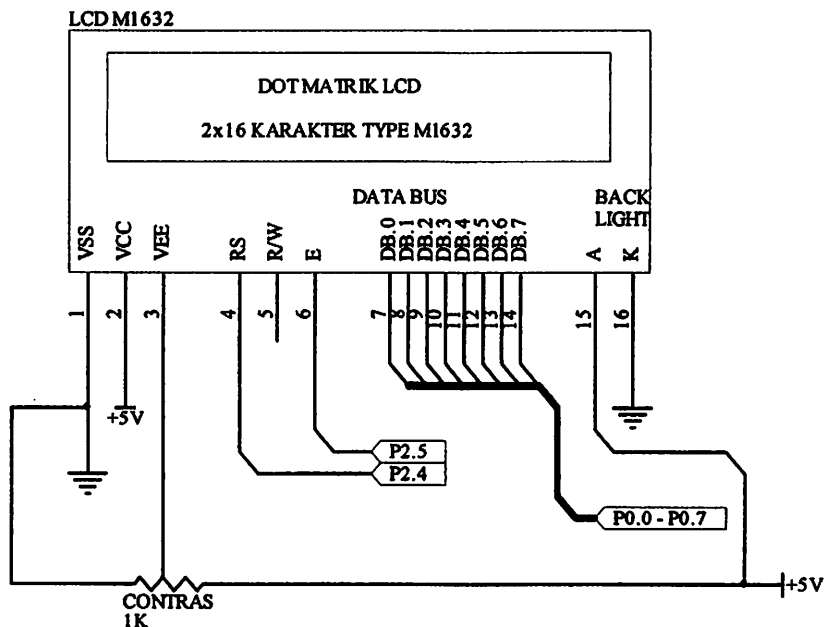 LCD M1632
DOT MATRIK LCD
2x16 KARAKTER TYPE M1632
DATA BUS
BACK
LIGHT
VSS
VCC
VEE
RS
R/W
E
DB.0
DB.1
DB.2
DB.3
DB.4
DB.5
DB.6
DB.7
A
K
1
2
3
4
5
6
7
8
9
10
11
12
13
14
15
16
+5V
P2.5
P2.4
P0.0 - P0.7
+5V
CONTRAS
1K